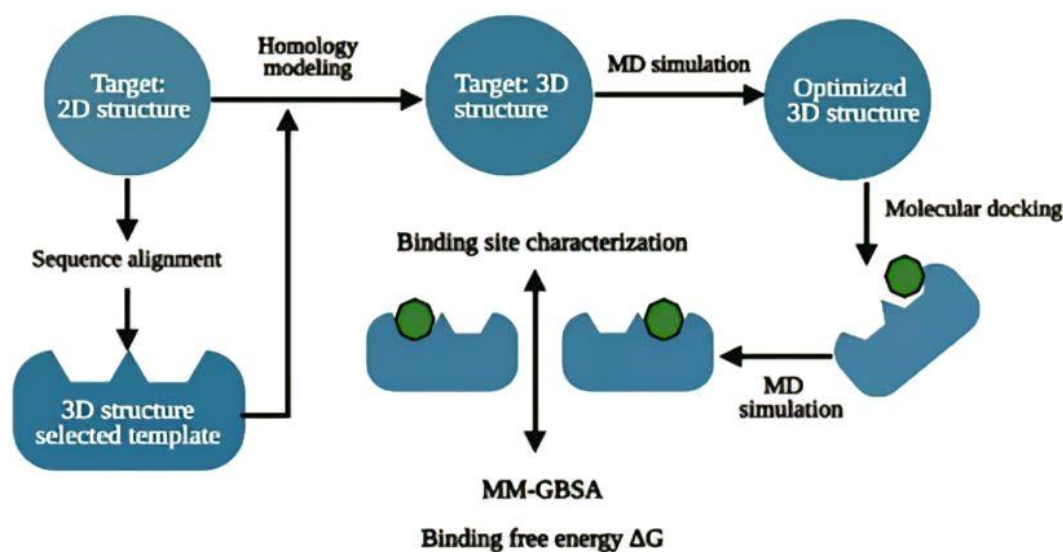 Target:
2D structure
Homology
modeling
Target: 3D
structure
MD simulation
Optimized
3D structure
Molecular docking
Sequence alignment
3D structure
selected template
Binding site characterization
MD
simulation
MM-GBSA
Binding free energy ΔG